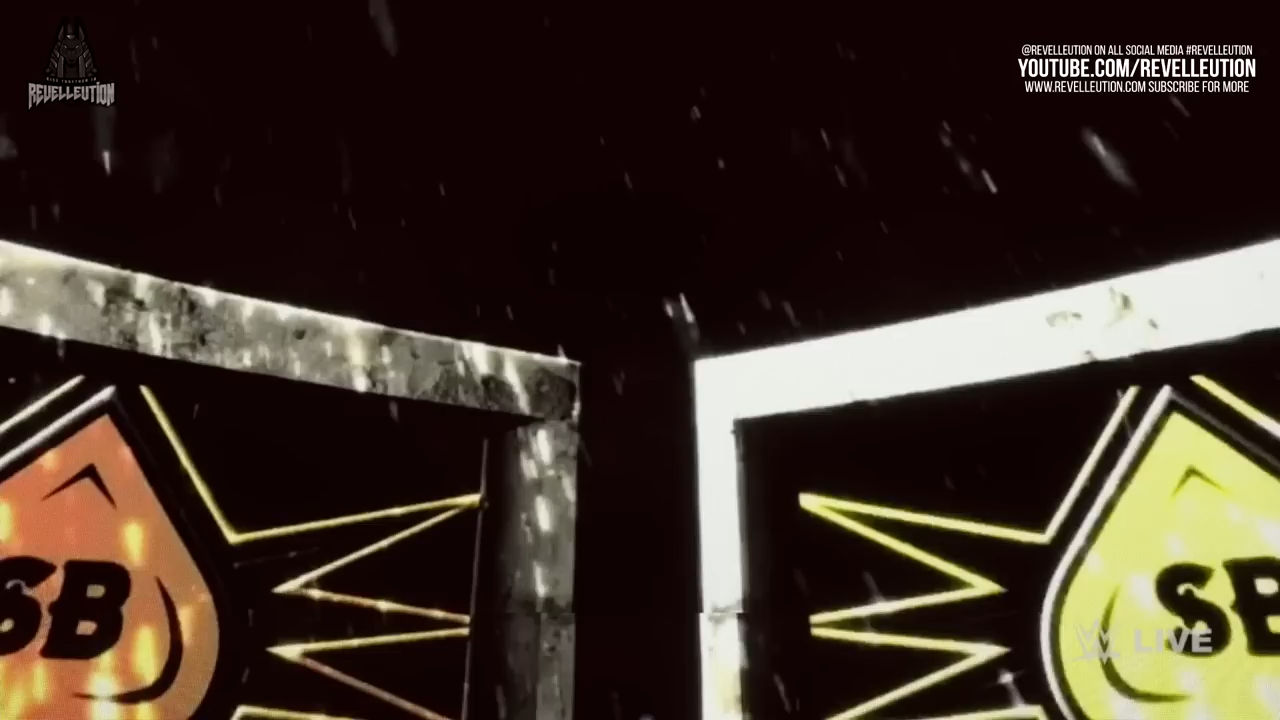 REVELLEUTION
@REVELLEUTION ON ALL SOCIAL MEDIA #REVELLEUTION
YOUTUBE.COM/REVELLEUTION
WWW.REVELLEUTION.COM SUBSCRIBE FOR MORE
SB
SB
W LIVE